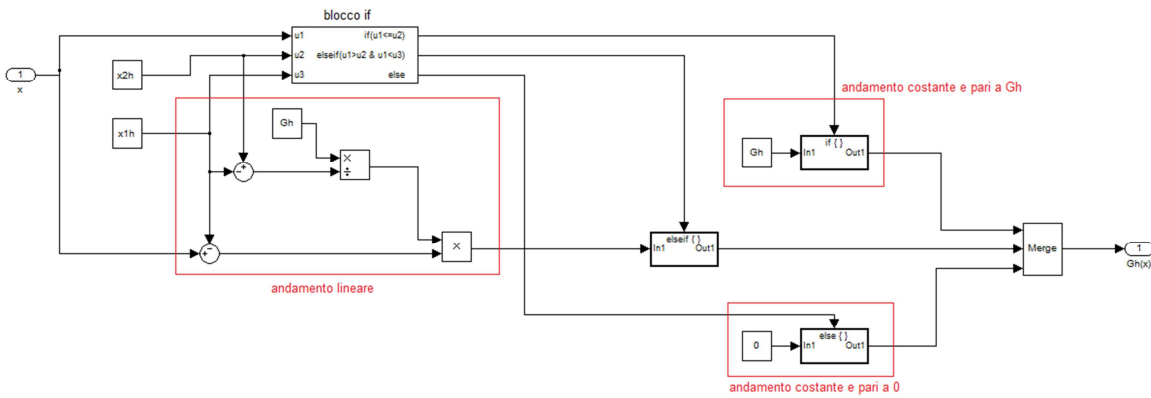 blocco if
u1
if(u1<=u2)
u2
elseif(u1>u2 & u1<u3)
u3
else
1
x
x2h
x1h
Gh
×
÷
− +
−
+
×
andamento lineare
andamento costante e pari a Gh
Gh
if { }
In1 Out1
elseif { }
In1 Out1
Merge
1
Gh(x)
0
else { }
In1 Out1
andamento costante e pari a 0